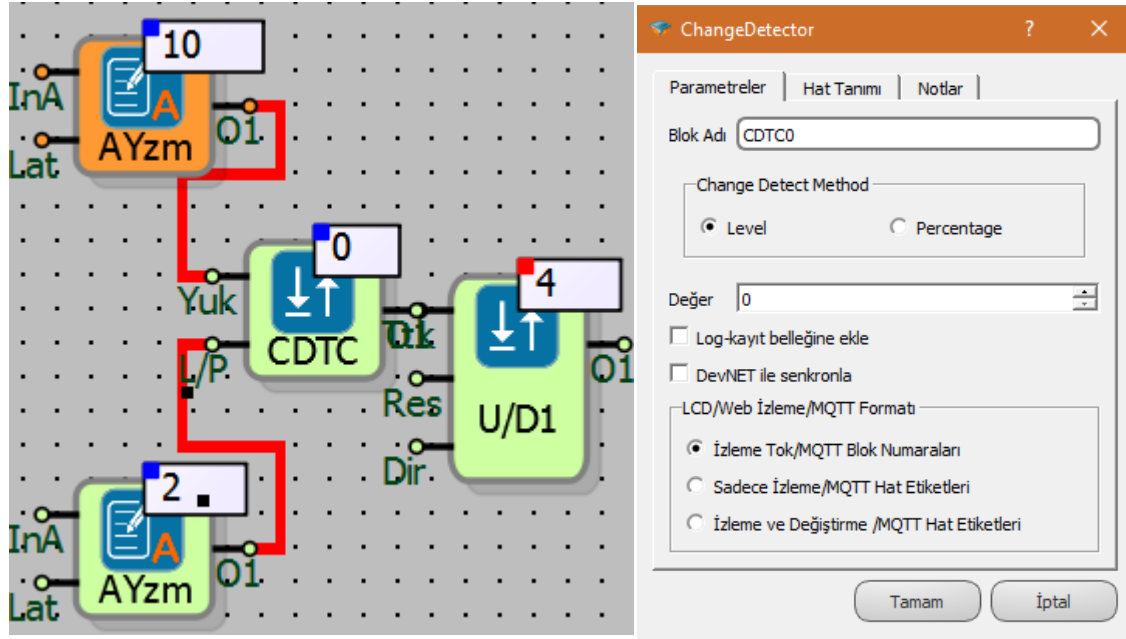 10
InA
O1
AYzm
Lat
0
Yuk
4
CDTC
L/P
O1
Res
U/D1
Dir
2
InA
O1
AYzm
Lat
ChangeDetector
?
Parametreler
Hat Tanımı
Notlar
Blok Adı
CDTC0
Change Detect Method
Level
Percentage
Değer
0
Log-kayıt belleğine ekle
DevNET ile senkronla
LCD/Web İzleme/MQTT Formatı
İzleme Tok/MQTT Blok Numaraları
Sadece İzleme/MQTT Hat Etiketleri
İzleme ve Değiştirme /MQTT Hat Etiketleri
Tamam
İptal